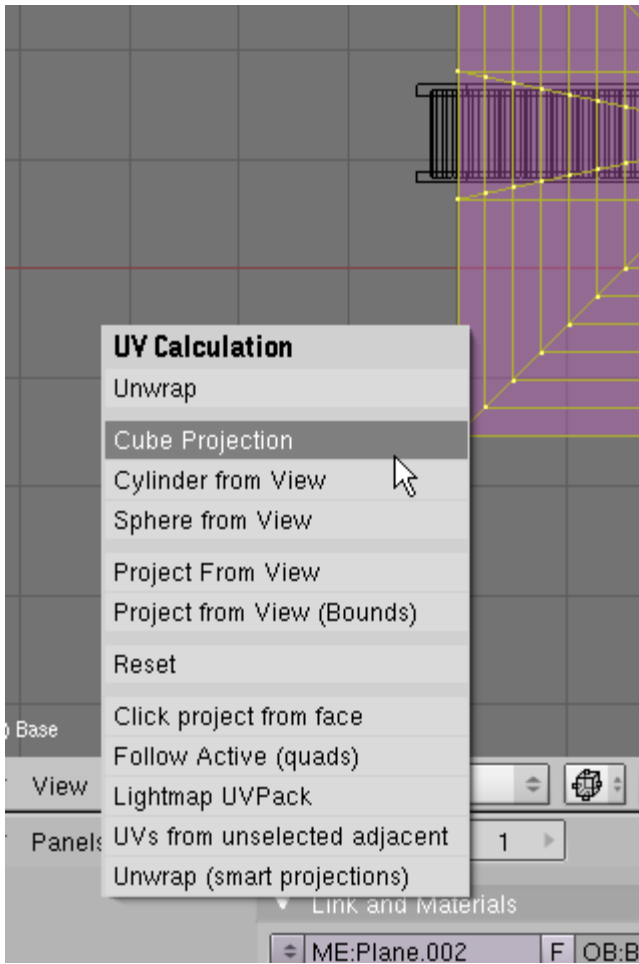 UV Calculation
Unwrap
Cube Projection
Cylinder from View
Sphere from View
Project From View
Project from View (Bounds)
Reset
Click project from face
Follow Active (quads)
Lightmap UVPack
UVs from unselected adjacent
Unwrap (smart projections)
) Base
View
Panels
1
Link and Materials
ME:Plane.002
F
OB:B